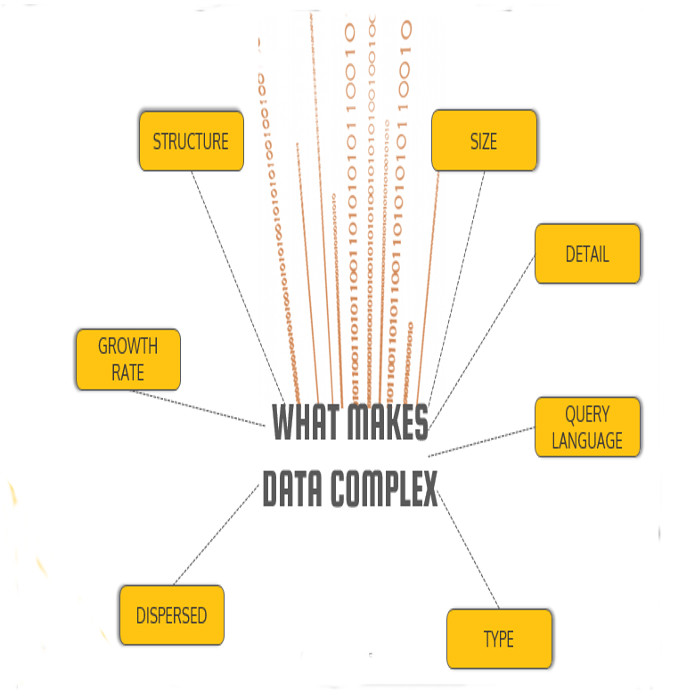 STRUCTURE
SIZE
DETAIL
GROWTH
RATE
QUERY
LANGUAGE
WHAT MAKES
DATA COMPLEX
DISPERSED
TYPE